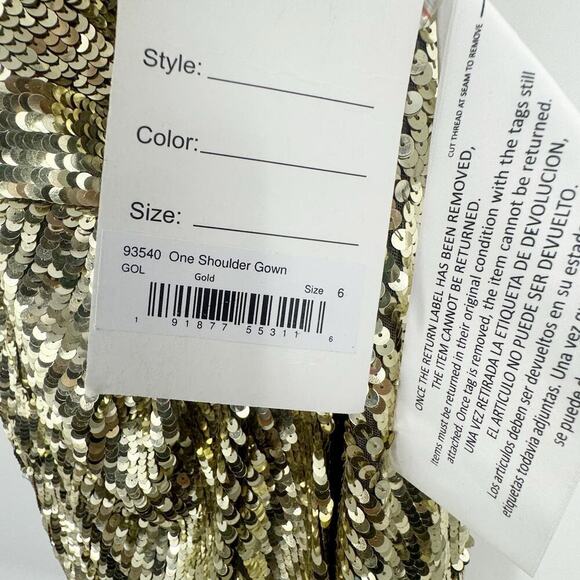 Style:
Color:
Size:
93540 One Shoulder Gown
GOL Gold Size 6
1 91877 55311 6
CUT THREAD AT SEAM TO REMOVE
ONCE THE RETURN LABEL HAS BEEN REMOVED,
THE ITEM CANNOT BE RETURNED.
Items must be returned in their original condition with the tags still
attached. Once tag is removed, the item cannot be returned.
UNA VEZ RETIRADA LA ETIQUETA DE DEVOLUCION,
EL ARTICULO NO PUEDE SER DEVUELTO.
Los articulos deben ser devueltos en su estado
etiquetas todavia adjuntas. Una vez
se puede